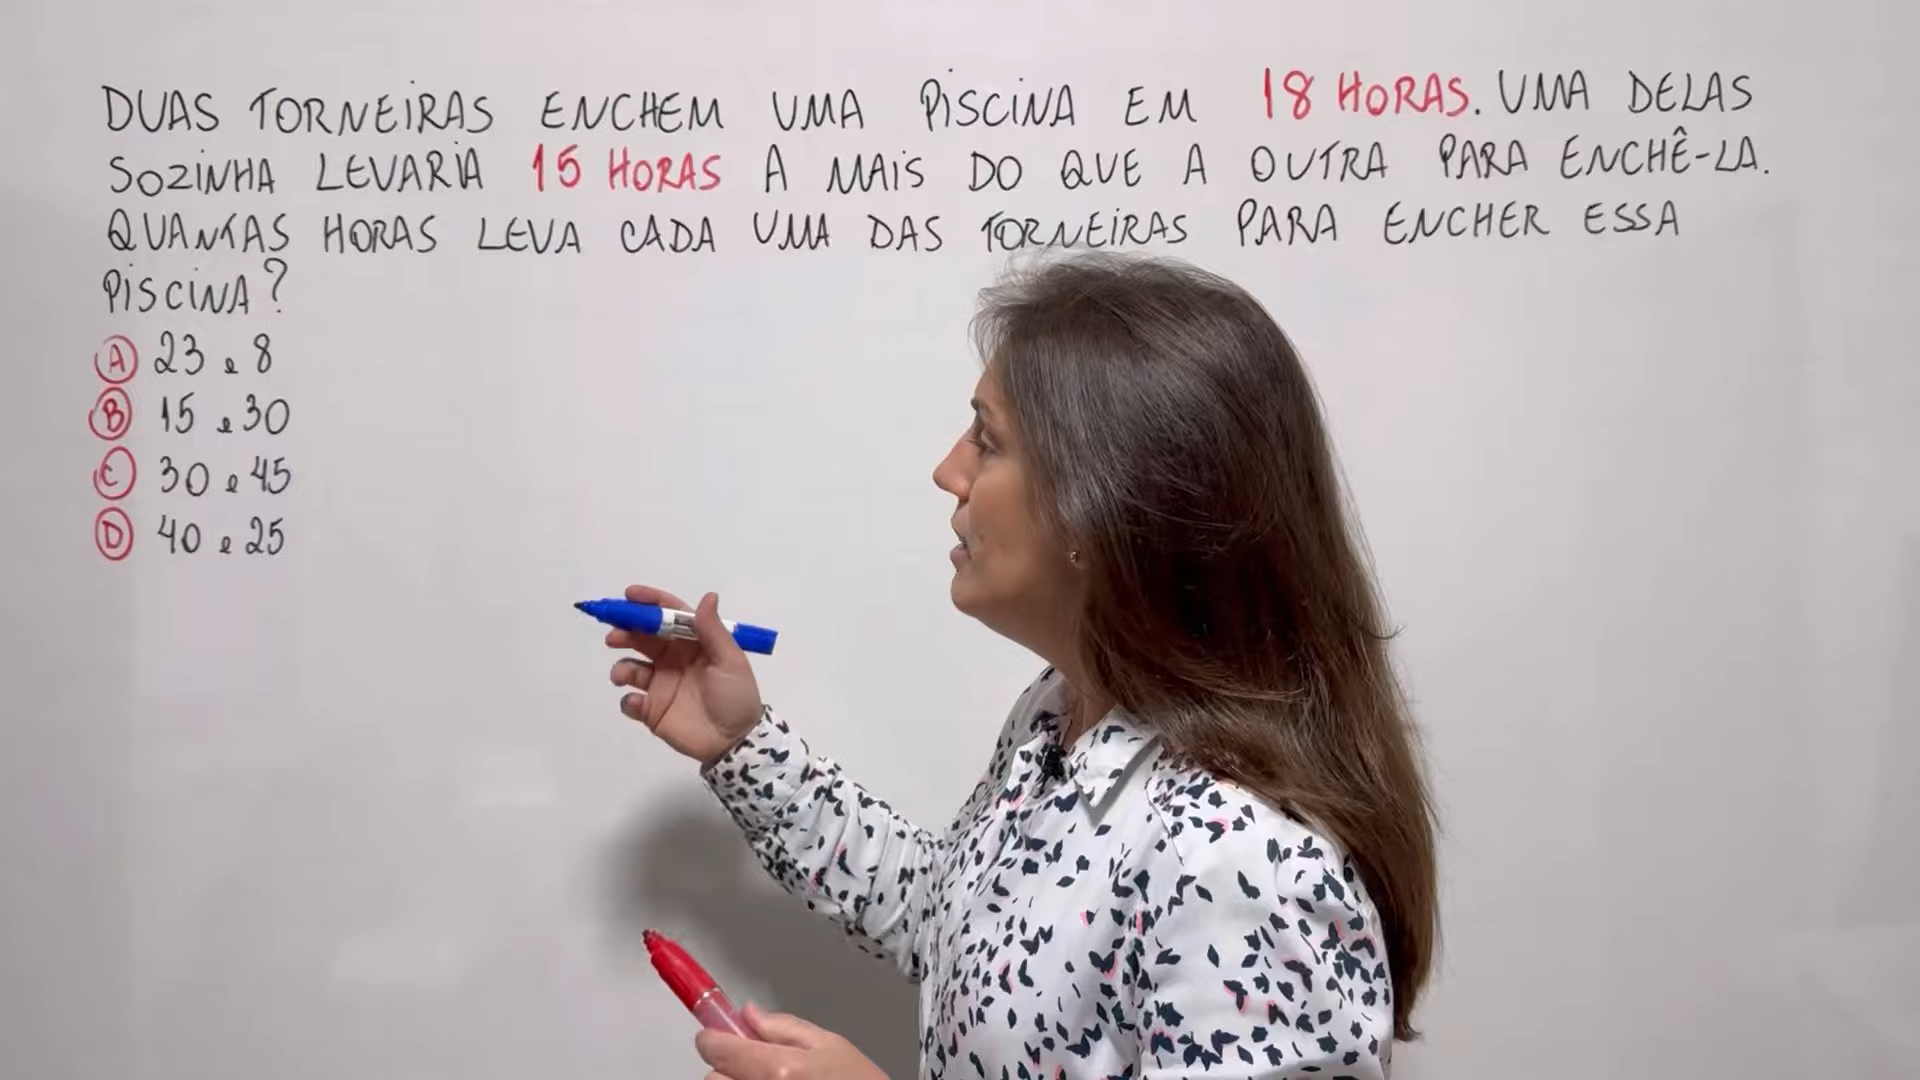 DUAS TORNEIRAS ENCHEM UMA PISCINA EM 18 HORAS. UMA DELAS
SOZINHA LEVARIA 15 HORAS A MAIS DO QUE A OUTRA PARA ENCHÊ-LA.
QUANTAS HORAS LEVA CADA UMA DAS TORNEIRAS PARA ENCHER ESSA
PISCINA?
A 23 e 8
B 15 e 30
C 30 e 45
D 40 e 25